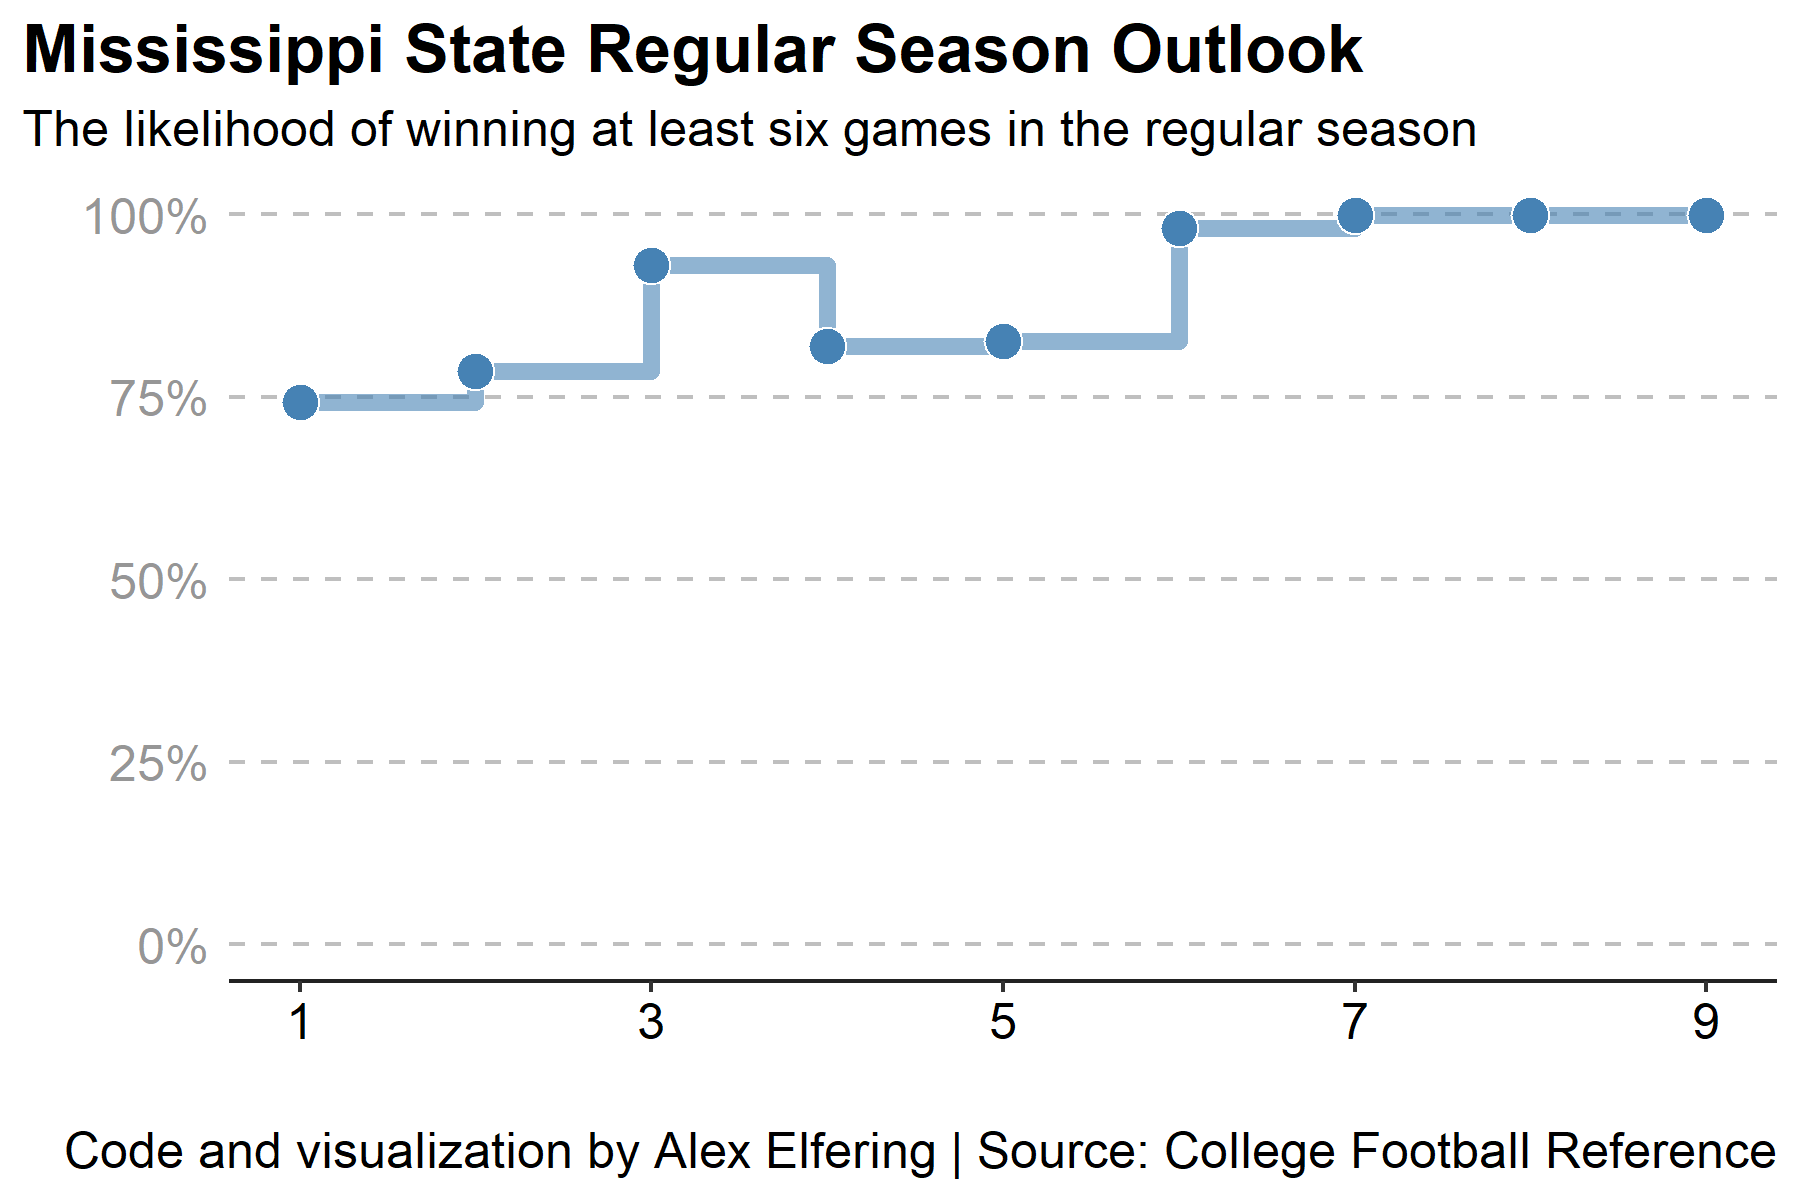 Mississippi State Regular Season Outlook
The likelihood of winning at least six games in the regular season
100%
75%
50%
25%
0%
1 3 5 7 9
Code and visualization by Alex Elfering | Source: College Football Reference